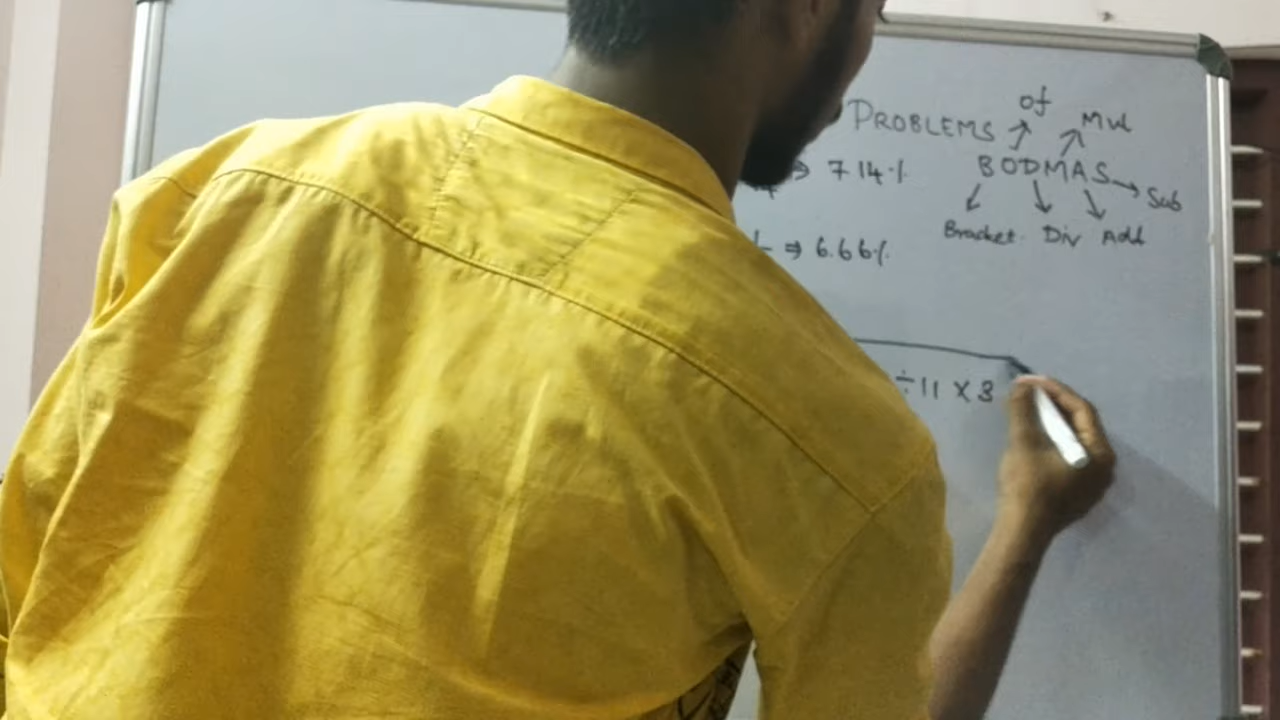 of
PROBLEMS
Mul
BODMAS
Sub
⇒ 7.14%
Bracket Div Add
⇒ 6.66%
÷ 11 × 3